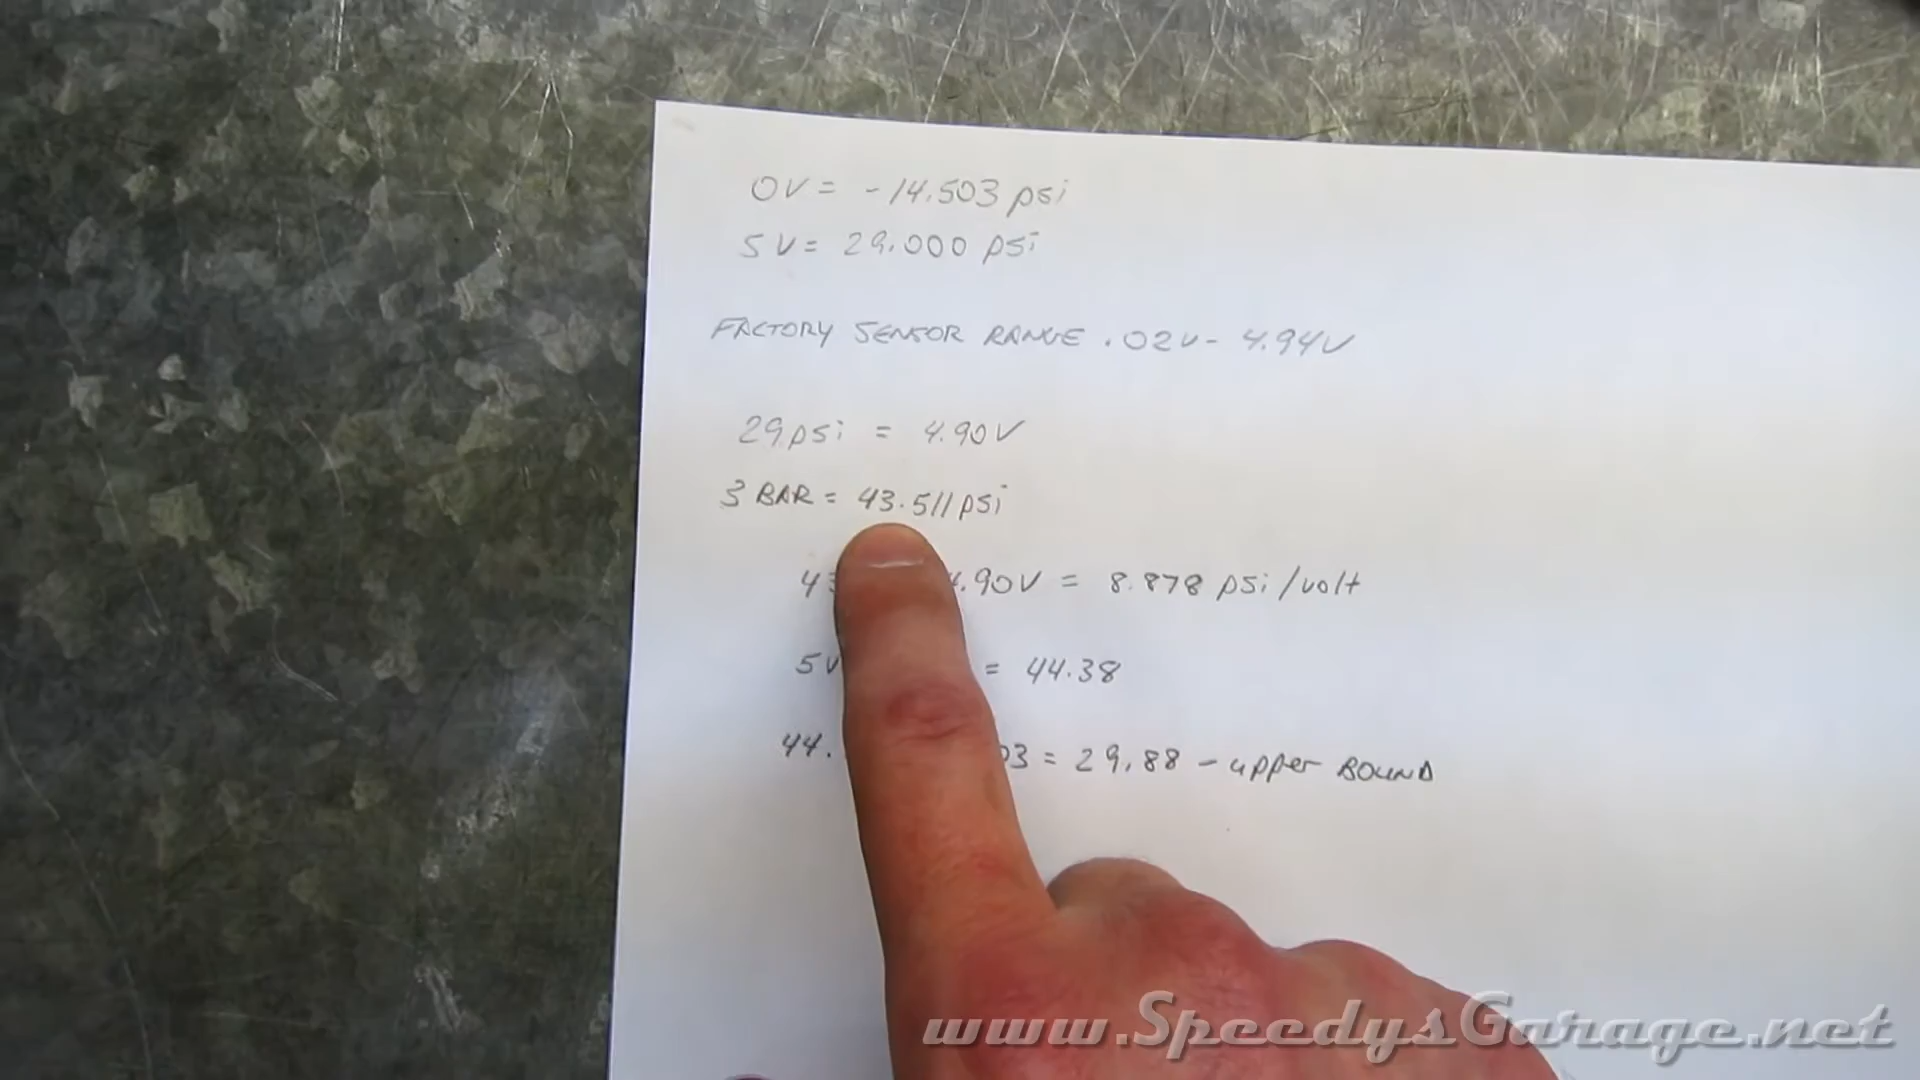 0V = -14.503 psi
5V = 29.000 psi
FACTORY SENSOR RANGE .02V - 4.94V
29psi = 4.90V
3 BAR = 43.511 psi
.90V = 8.878 psi/volt
5V = 44.38
44. 03 = 29.88 - upper BOUND
www.SpeedysGarage.net